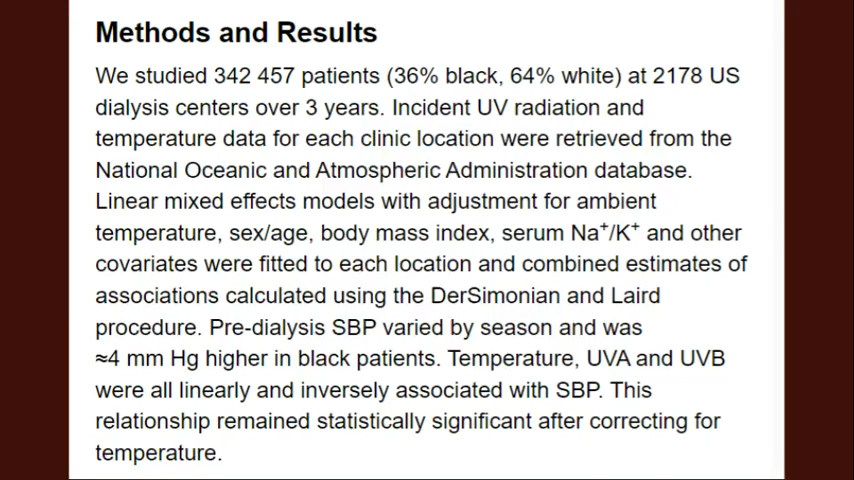 Methods and Results
We studied 342 457 patients (36% black, 64% white) at 2178 US
dialysis centers over 3 years. Incident UV radiation and
temperature data for each clinic location were retrieved from the
National Oceanic and Atmospheric Administration database.
Linear mixed effects models with adjustment for ambient
temperature, sex/age, body mass index, serum Na⁺/K⁺ and other
covariates were fitted to each location and combined estimates of
associations calculated using the DerSimonian and Laird
procedure. Pre-dialysis SBP varied by season and was
≈4 mm Hg higher in black patients. Temperature, UVA and UVB
were all linearly and inversely associated with SBP. This
relationship remained statistically significant after correcting for
temperature.